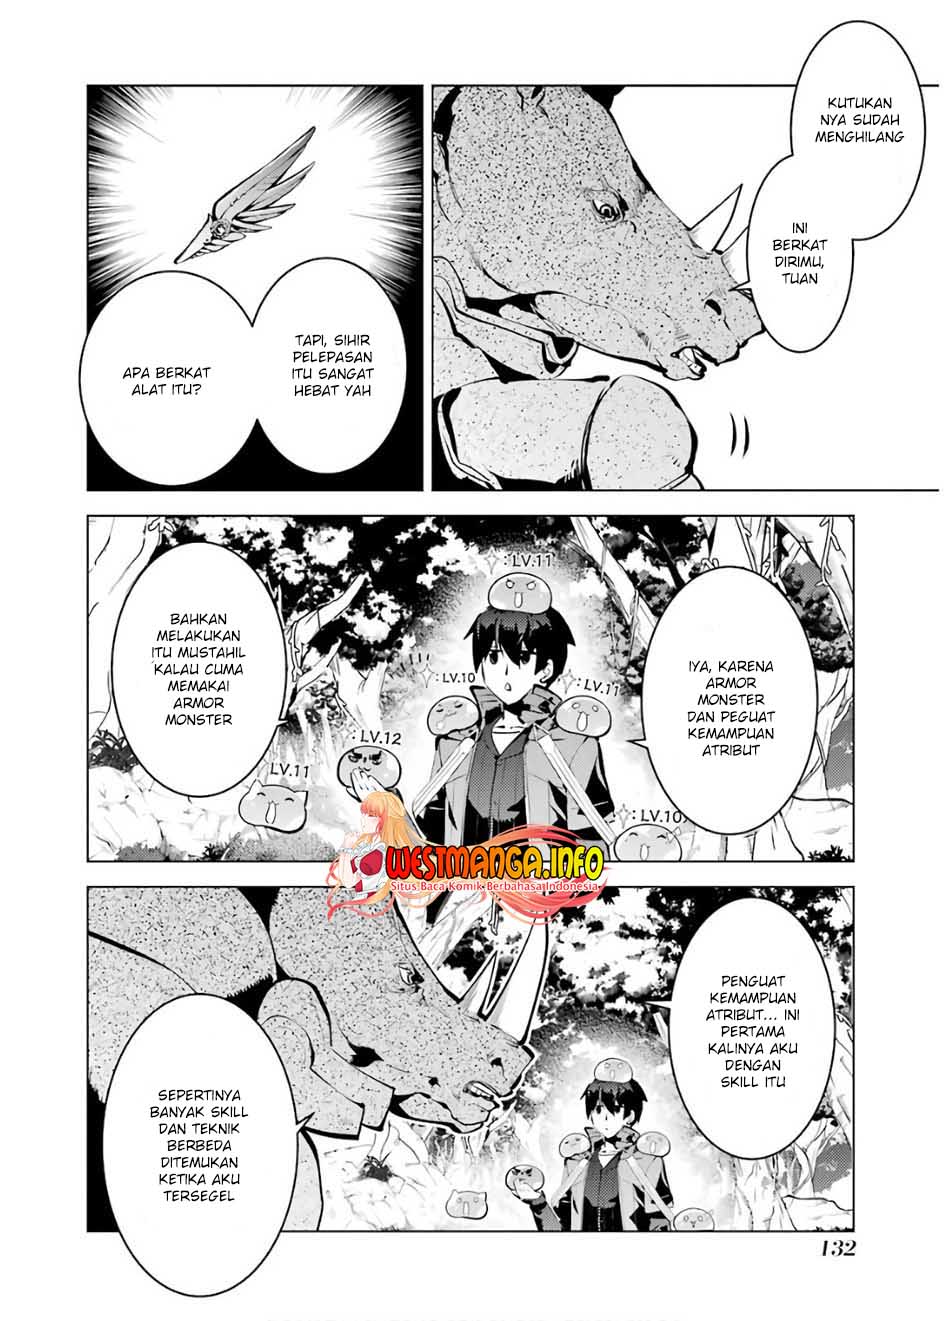 KUTUKAN
NYA SUDAH
MENGHILANG
INI
BERKAT
DIRIMU,
TUAN
TAPI, SIHIR
PELEPASAN
ITU SANGAT
HEBAT YAH
APA BERKAT
ALAT ITU?
IYA, KARENA
ARMOR
MONSTER
DAN PEGUAT
KEMAMPUAN
ATRIBUT
BAHKAN
MELAKUKAN
ITU MUSTAHIL
KALAU CUMA
MEMAKAI
ARMOR
MONSTER
:LV.11
:LV.10
:LV.11
:LV.12
LV.11
:LV.10
WESTMANGA.INFO
Situs Baca Komik Berbahasa Indonesia
PENGUAT
KEMAMPUAN
ATRIBUT... INI
PERTAMA
KALINYA AKU
DENGAN
SKILL ITU
SEPERTINYA
BANYAK SKILL
DAN TEKNIK
BERBEDA
DITEMUKAN
KETIKA AKU
TERSEGEL
132